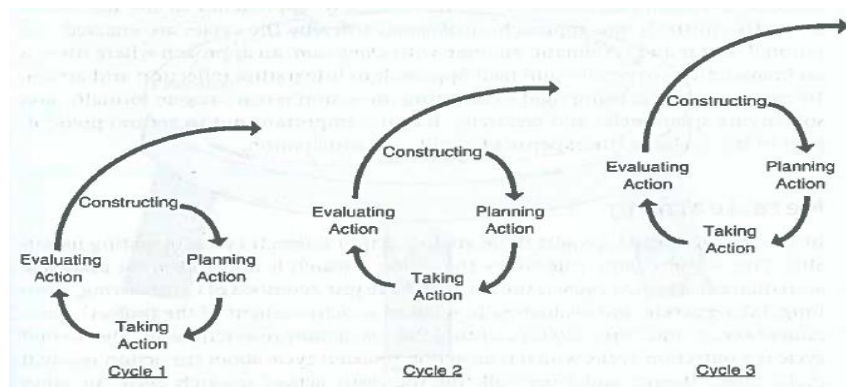 Constructing
Evaluating
Action
Planning
Action
Taking
Action
Cycle 1
Constructing
Evaluating
Action
Planning
Action
Taking
Action
Cycle 2
Constructing
Evaluating
Action
Planning
Action
Taking
Action
Cycle 3